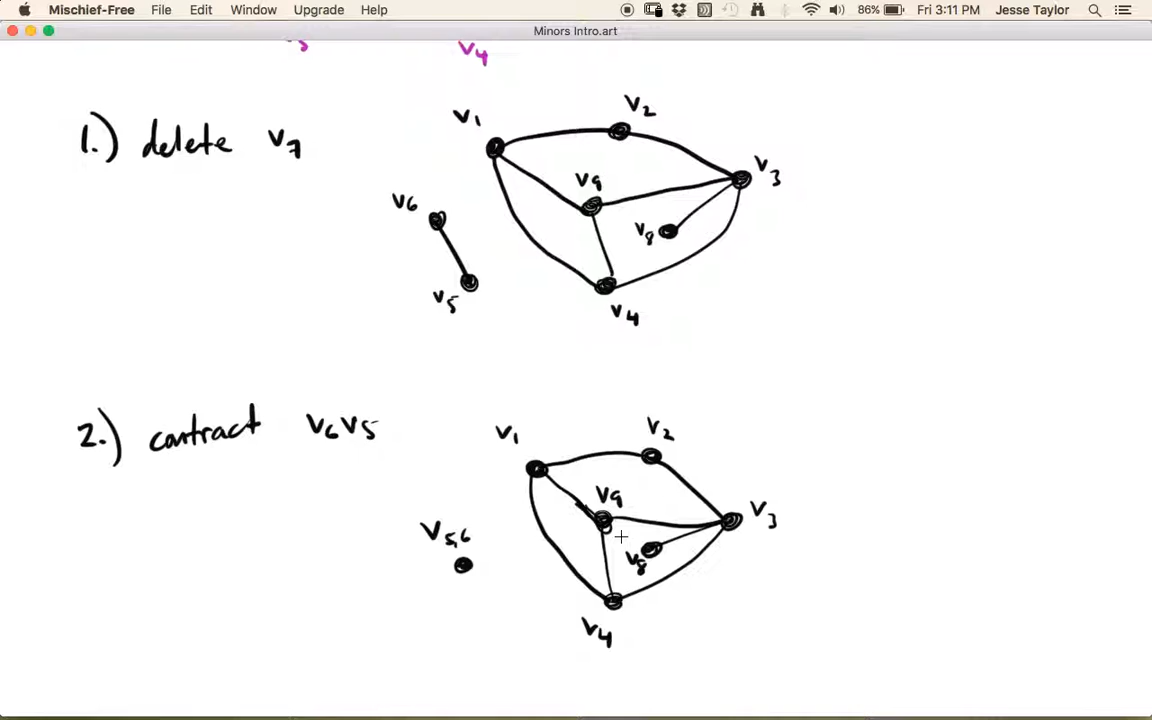 Mischief-Free File Edit Window Upgrade Help 86% Fri 3:11 PM Jesse Taylor
Minors Intro.art
V4
1.) delete V7
V1
V2
V3
V9
V6
V8
V5
V4
2.) contract V6V5
V1
V2
V9
V3
V5,6
V8
V4